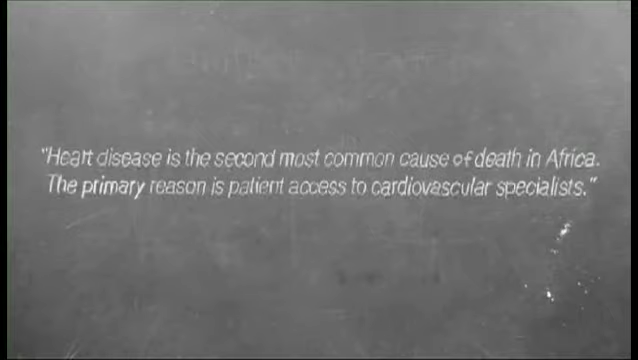 "Heart disease is the second most common cause of death in Africa.
The primary reason is patient access to cardiovascular specialists."